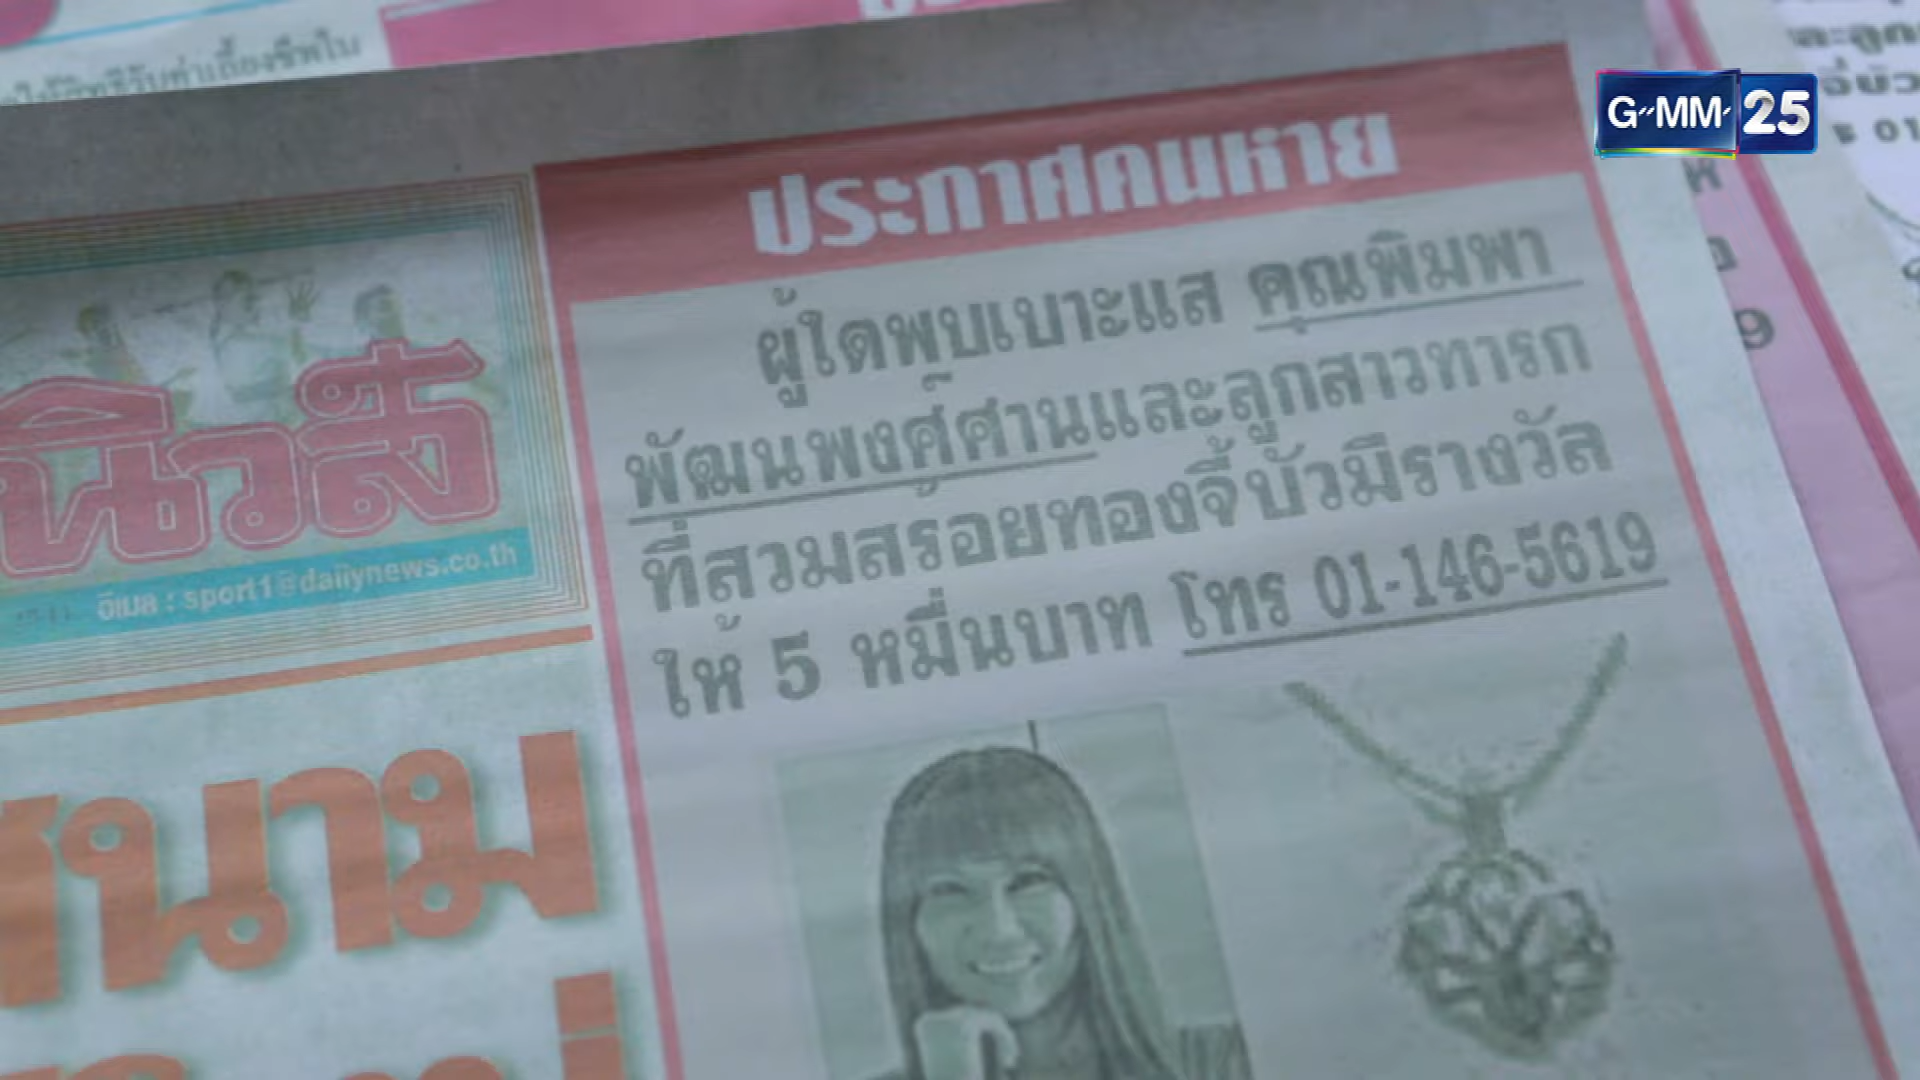 G-MM-25
ประกาศคนหาย
ผู้ใดพบเบาะแส คุณพิมพา
พัฒนพงศ์ศานและลูกสาวทารก
ที่สวมสร้อยทองจี้บัวมีรางวัล
ให้ 5 หมื่นบาท โทร 01-146-5619
อีเมล : sport1@dailynews.co.th
สนาม